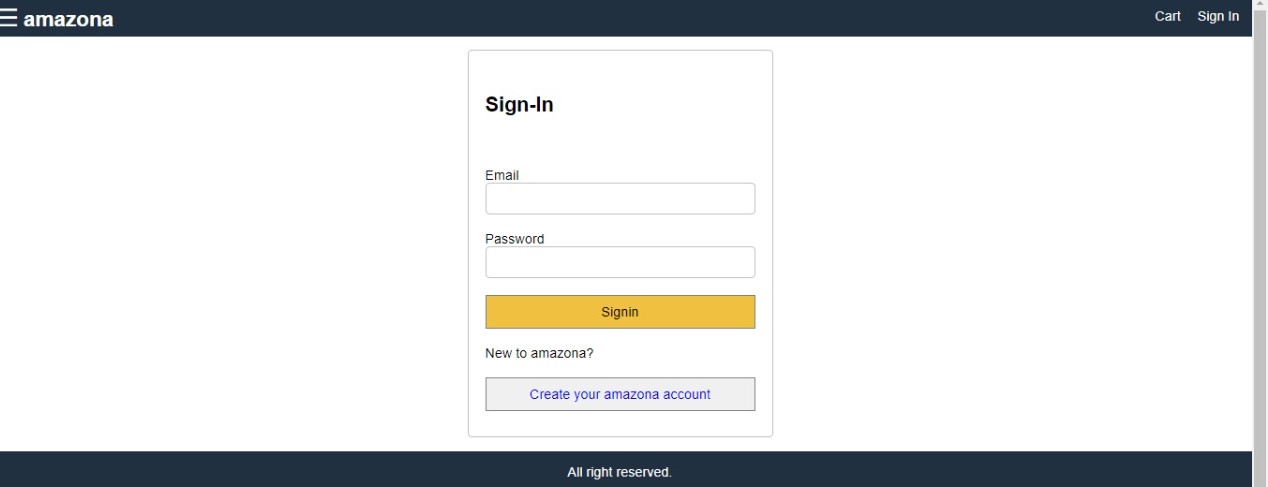 ☰ amazona
Cart Sign In
Sign-In
Email
Password
Signin
New to amazona?
Create your amazona account
All right reserved.